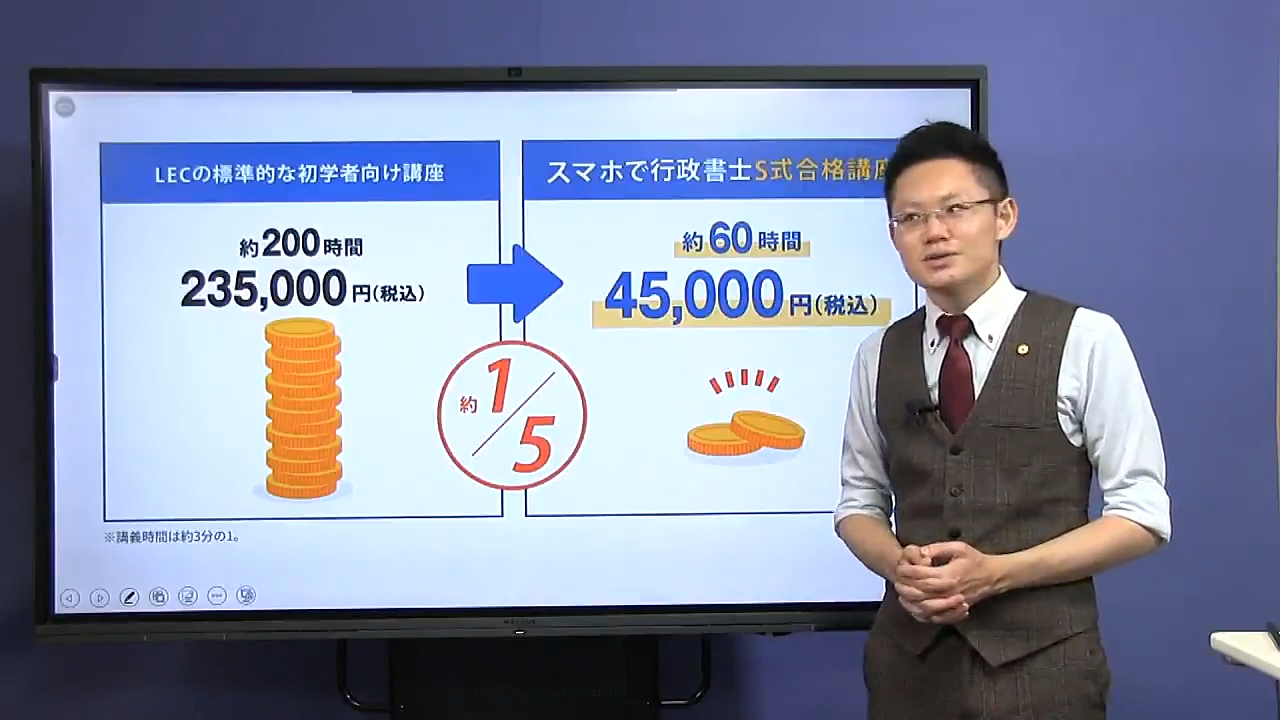 LECの標準的な初学者向け講座
約200時間
235,000円(税込)
スマホで行政書士S式合格講座
約60時間
45,000円(税込)
約1/5
※講義時間は約3分の1。